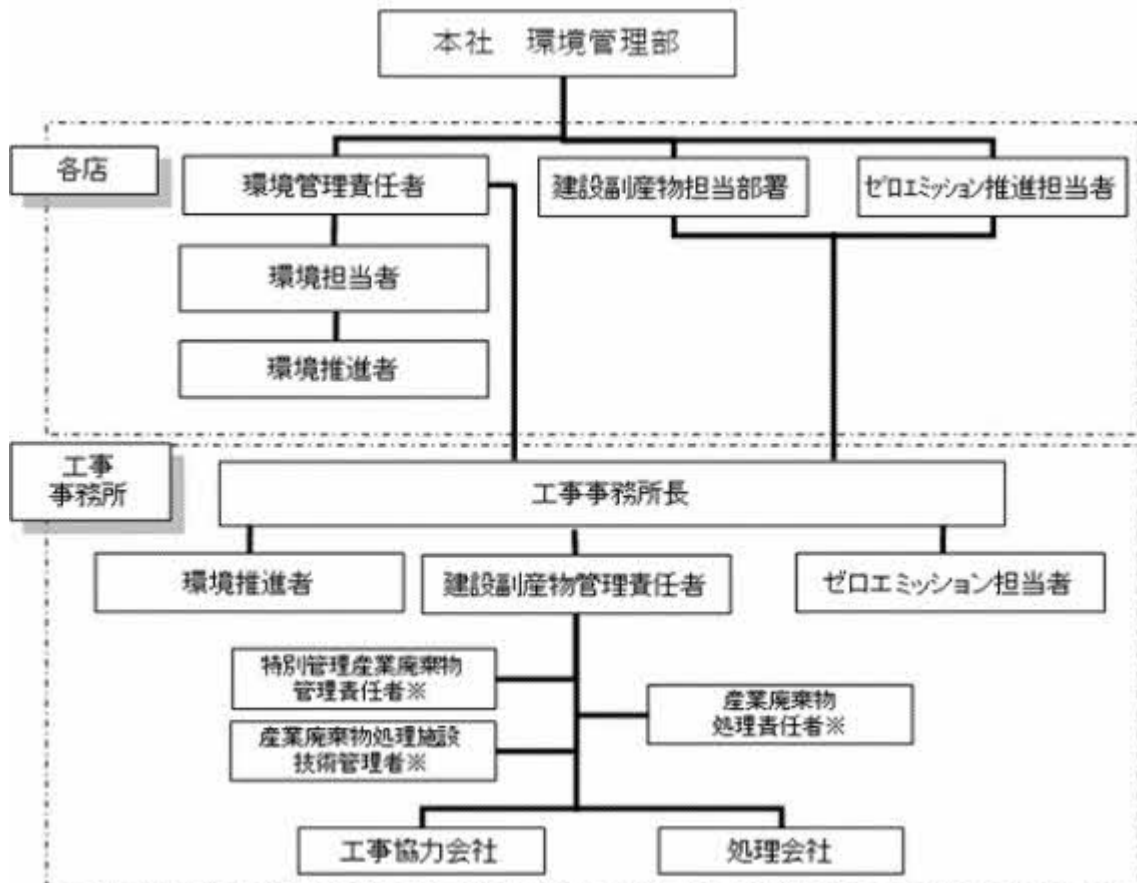 本社　環境管理部
各店
環境管理責任者
建設副産物担当部署
ゼロエミッション推進担当者
環境担当者
環境推進者
工事
事務所
工事事務所長
環境推進者
建設副産物管理責任者
ゼロエミッション担当者
特別管理産業廃棄物
管理責任者※
産業廃棄物
処理責任者※
産業廃棄物処理施設
技術管理者※
工事協力会社
処理会社